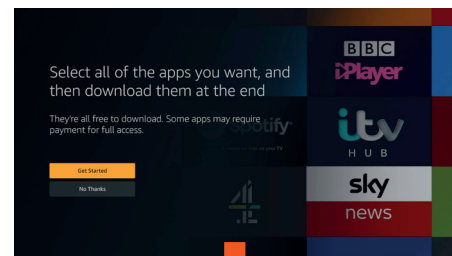 Select all of the apps you want, and
then download them at the end
They're all free to download. Some apps may require
payment for full access.
Get Started
No Thanks
Spotify
BBC
iPlayer
itv
HUB
4
sky
news